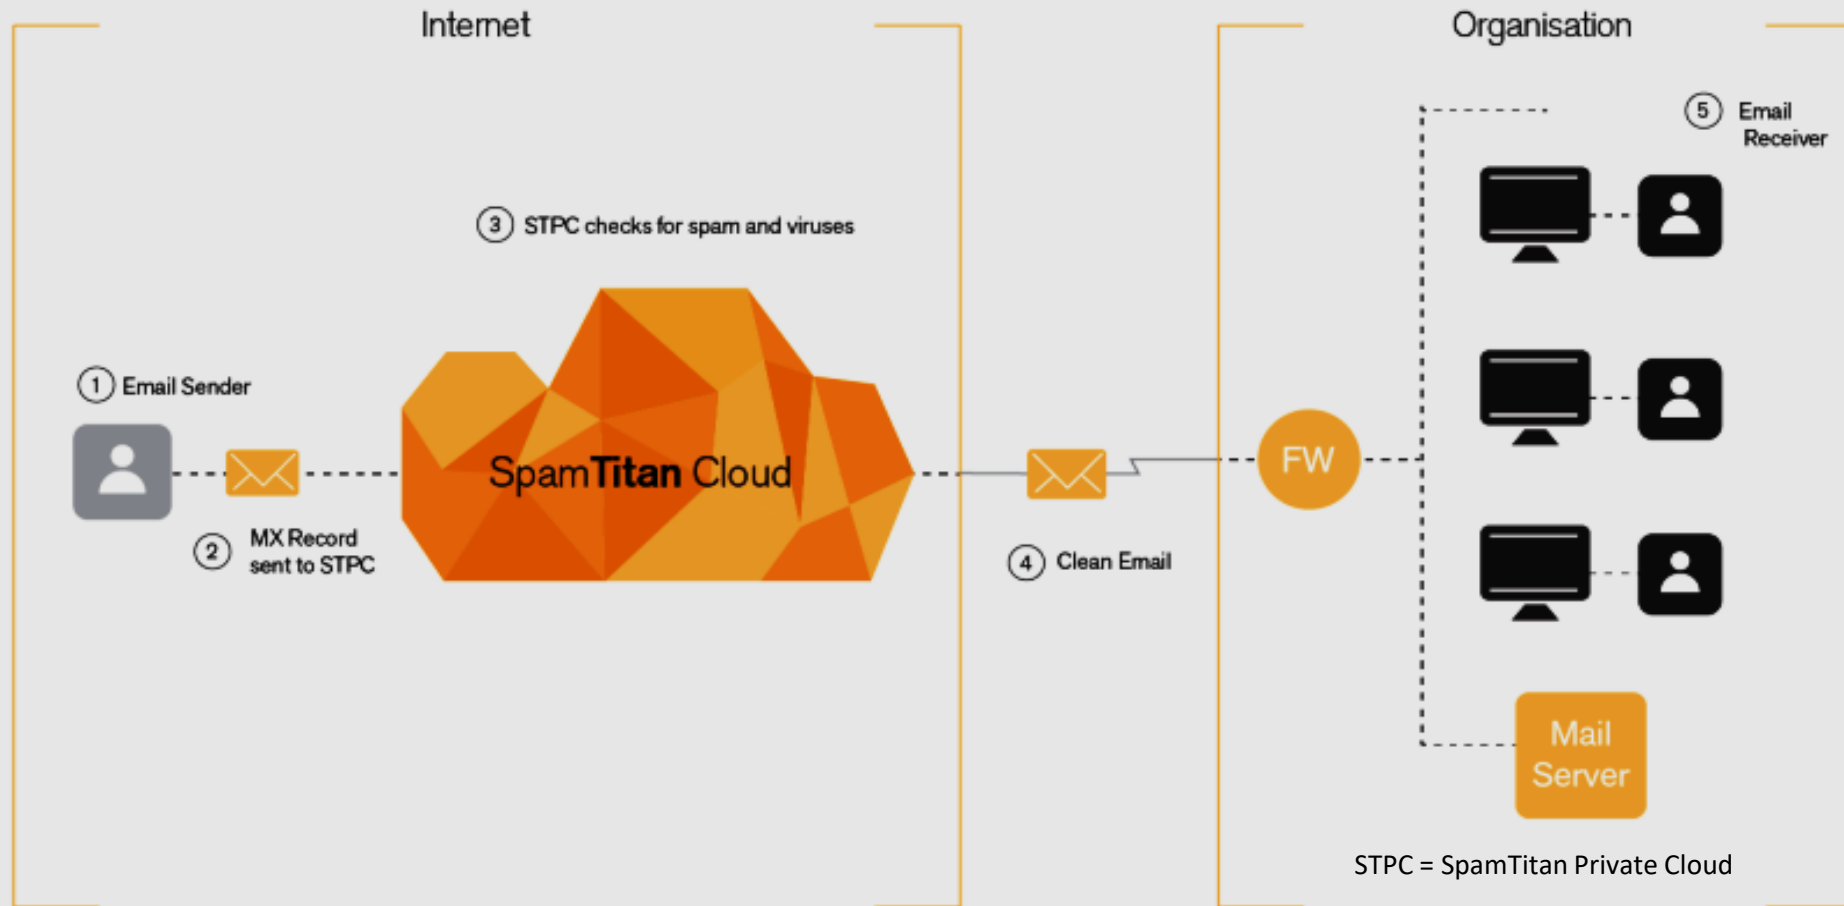 Internet
Organisation
5 Email
Receiver
3 STPC checks for spam and viruses
1 Email Sender
SpamTitan Cloud
FW
2 MX Record
sent to STPC
4 Clean Email
Mail
Server
STPC = SpamTitan Private Cloud